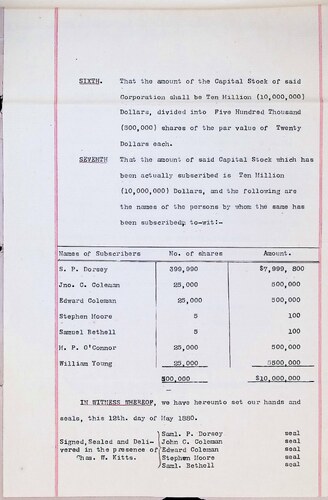 SIXTH. That the amount of the Capital Stock of said
Corporation shall be Ten Million (10,000,000)
Dollars, divided into Five Hundred Thousand
(500,000) shares of the par value of Twenty
Dollars each.
SEVENTH That the amount of said Capital Stock which has
been actually subscribed is Ten Million
(10,000,000) Dollars, and the following are
the names of the persons by whom the same has
been subscribed, to-wit:-
Names of Subscribers No. of shares Amount.
S. P. Dorsey 399,990 $7,999, 800
Jno. C. Coleman 25,000 500,000
Edward Coleman 25,000 500,000
Stephen Moore 5 100
Samuel Bethell 5 100
M. P. O'Connor 25,000 500,000
William Young 25,000 500,000
500,000 $10,000,000
IN WITNESS WHEREOF, we have hereunto set our hands and
seals, this 12th. day of May 1880.
Signed, Sealed and Deli-
vered in the presence of
Chas. W. Kitts.
Saml. P. Dorsey seal
John C. Coleman seal
Edward Coleman seal
Stephen Moore seal
Saml. Bethell seal